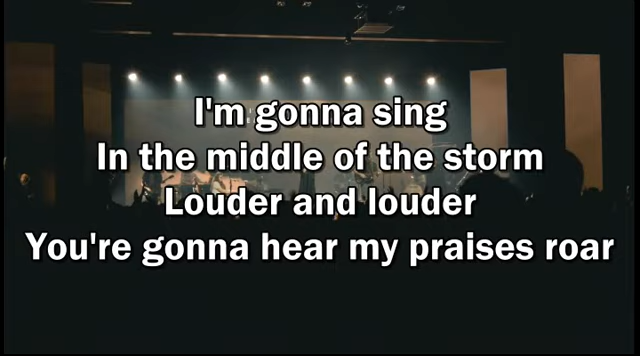 I'm gonna sing
In the middle of the storm
Louder and louder
You're gonna hear my praises roar